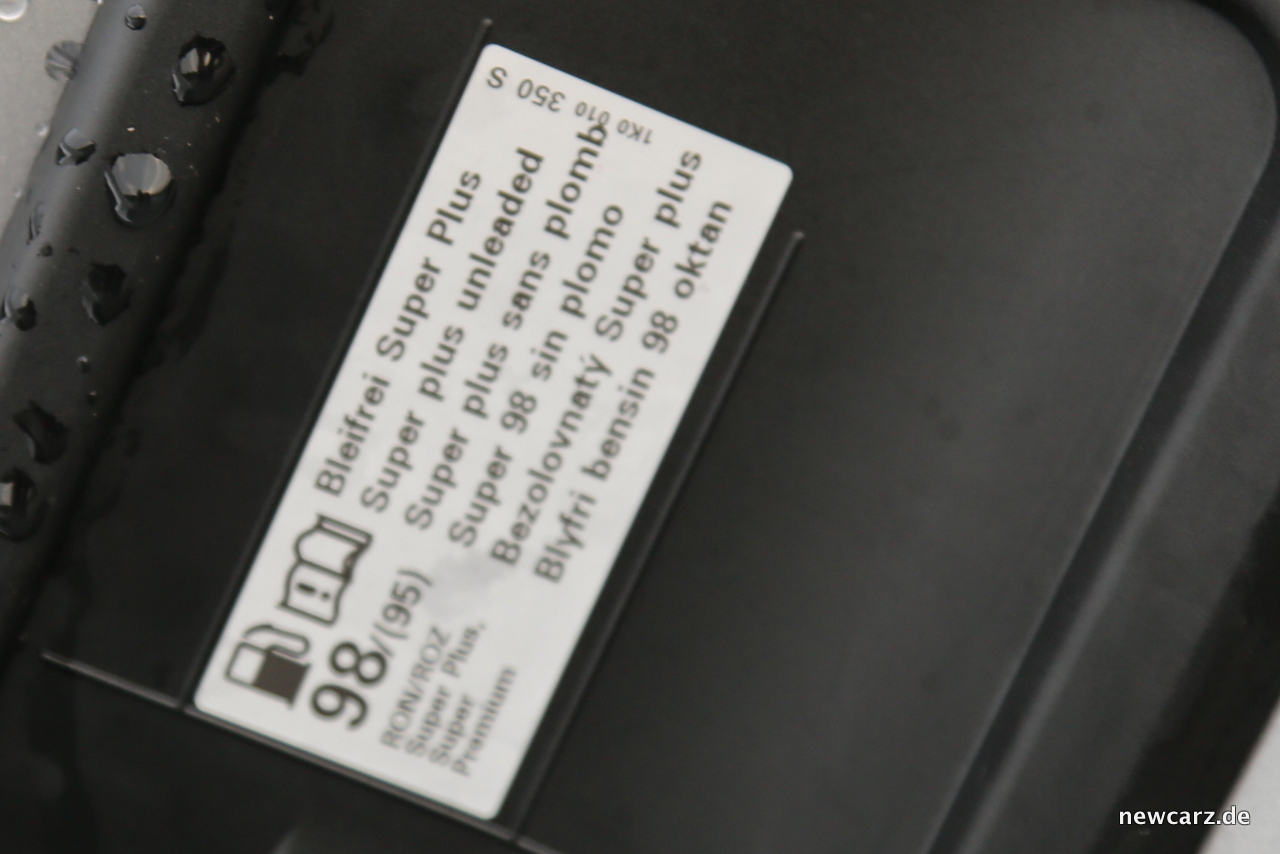 98/(95)
RON/ROZ
Super Plus,
Super
Pramium
Bleifrei Super Plus
Super plus unleaded
Super plus sans plomb
Super 98 sin plomo
Bezolovnatý Super plus
Blyfri bensin 98 oktan
1K0 010 350 S
newcarz.de